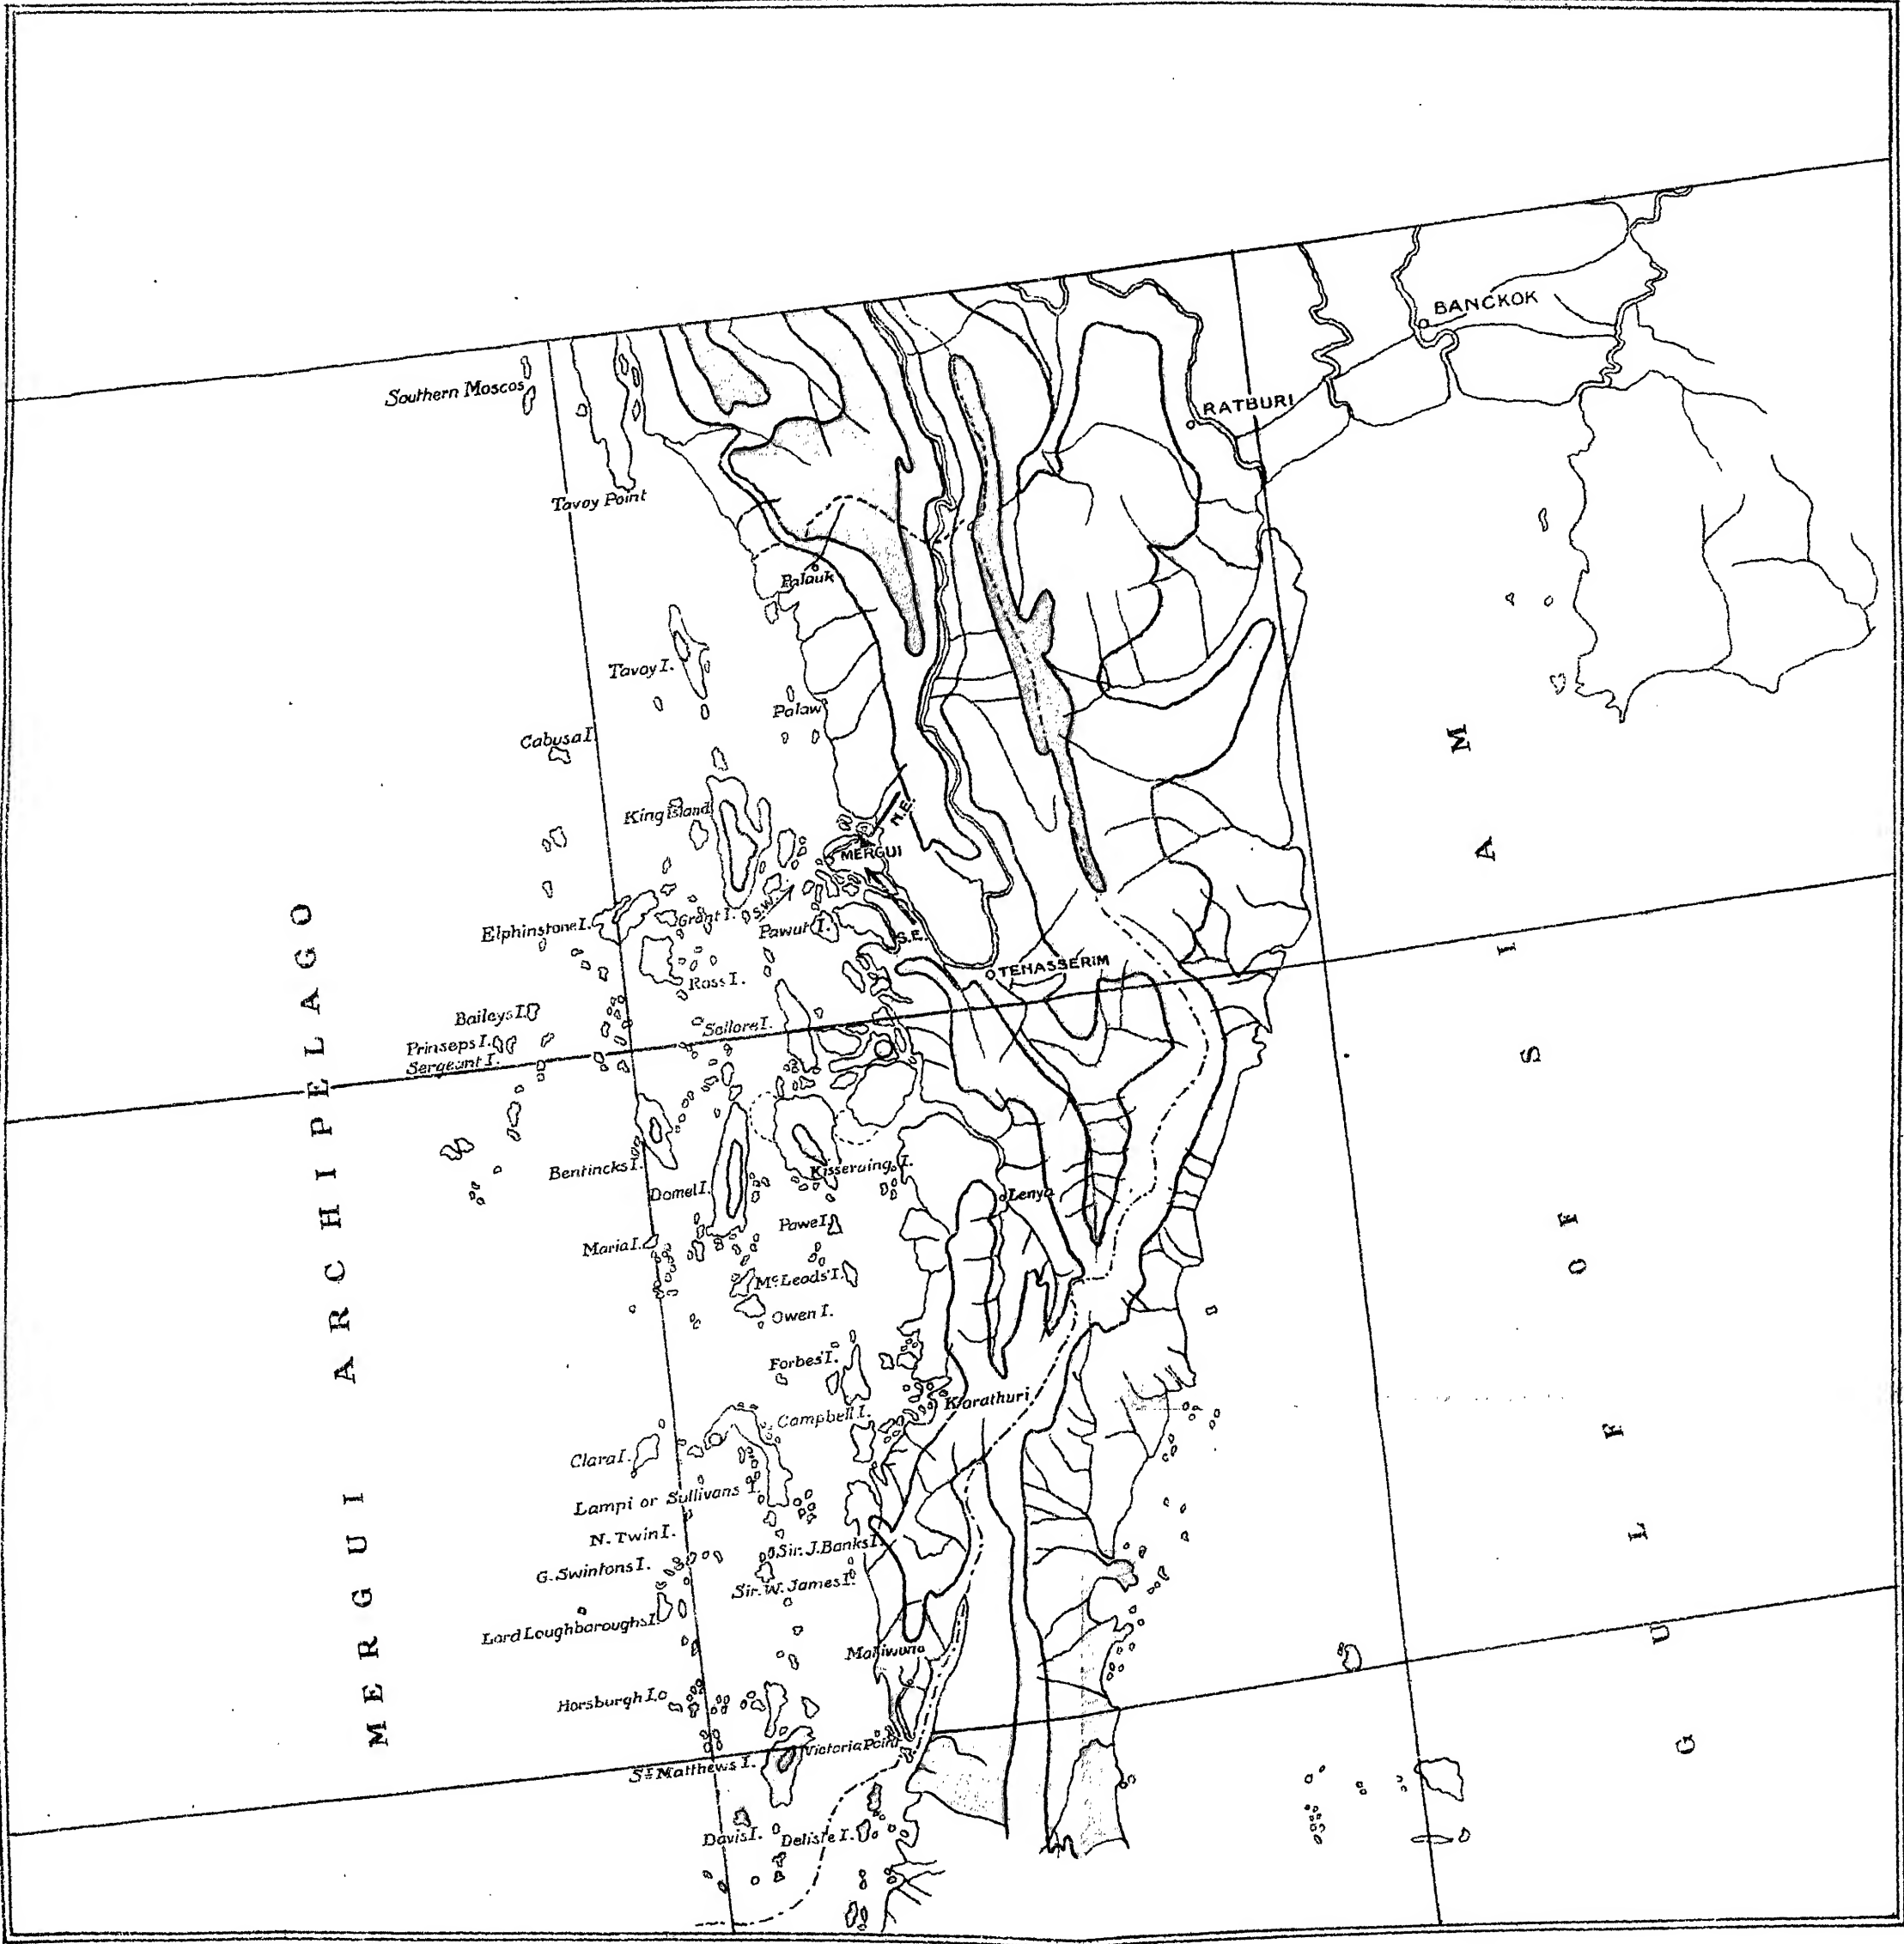 BANCKOK
Southern Moscos
RATBURI
Tavoy Point
Palauk
Tavoy I.
Palaw
Cabusa I.
King Island
N.E.
MERGUI
Elphinstone I.
Grant I.
S.W.
Pawut I.
S.E.
TENASSERIM
Ross I.
Baileys I.
Sellore I.
Prinseps I.
Sergeant I.
Bentincks I.
Kisseraing I.
Domel I.
Lenya
Pawe I.
Maria I.
McLeods' I.
Owen I.
Forbes' I.
Karathuri
Campbell I.
Clara I.
Lampi or Sullivans I.
N. Twin I.
Sir. J. Banks I.
G. Swintons I.
Sir. W. James I.
Lord Loughboroughs I.
Maliwuno
Horsburgh I.
Victoria Point
St Matthews I.
Davis I.
Delisle I.
MERGUI ARCHIPELAGO
GULF OF SIAM